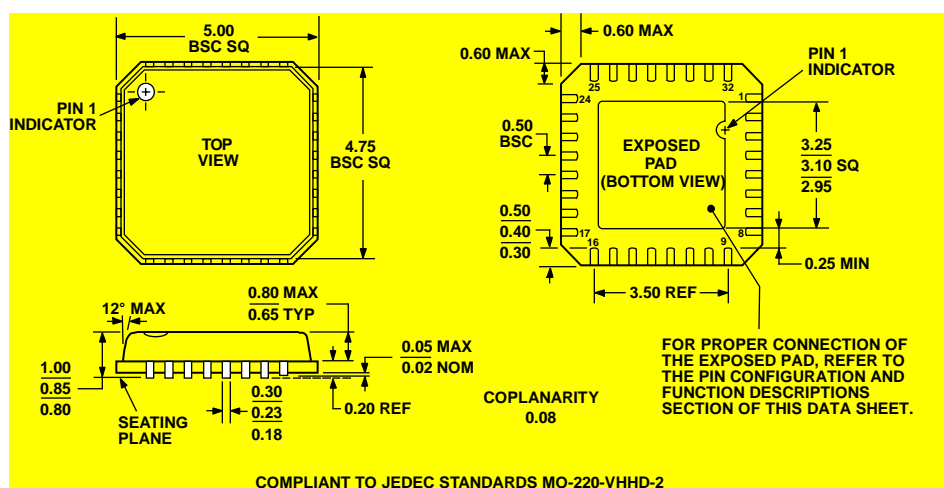 5.00
BSC SQ
PIN 1
INDICATOR
TOP
VIEW
4.75
BSC SQ
0.60 MAX
0.60 MAX
PIN 1
INDICATOR
25
32
24
1
0.50
BSC
EXPOSED
PAD
(BOTTOM VIEW)
3.25
3.10 SQ
2.95
0.50
0.40
0.30
17
16
9
8
0.25 MIN
3.50 REF
12° MAX
0.80 MAX
0.65 TYP
0.05 MAX
0.02 NOM
1.00
0.85
0.80
SEATING
PLANE
0.30
0.23
0.18
0.20 REF
COPLANARITY
0.08
FOR PROPER CONNECTION OF
THE EXPOSED PAD, REFER TO
THE PIN CONFIGURATION AND
FUNCTION DESCRIPTIONS
SECTION OF THIS DATA SHEET.
COMPLIANT TO JEDEC STANDARDS MO-220-VHHD-2